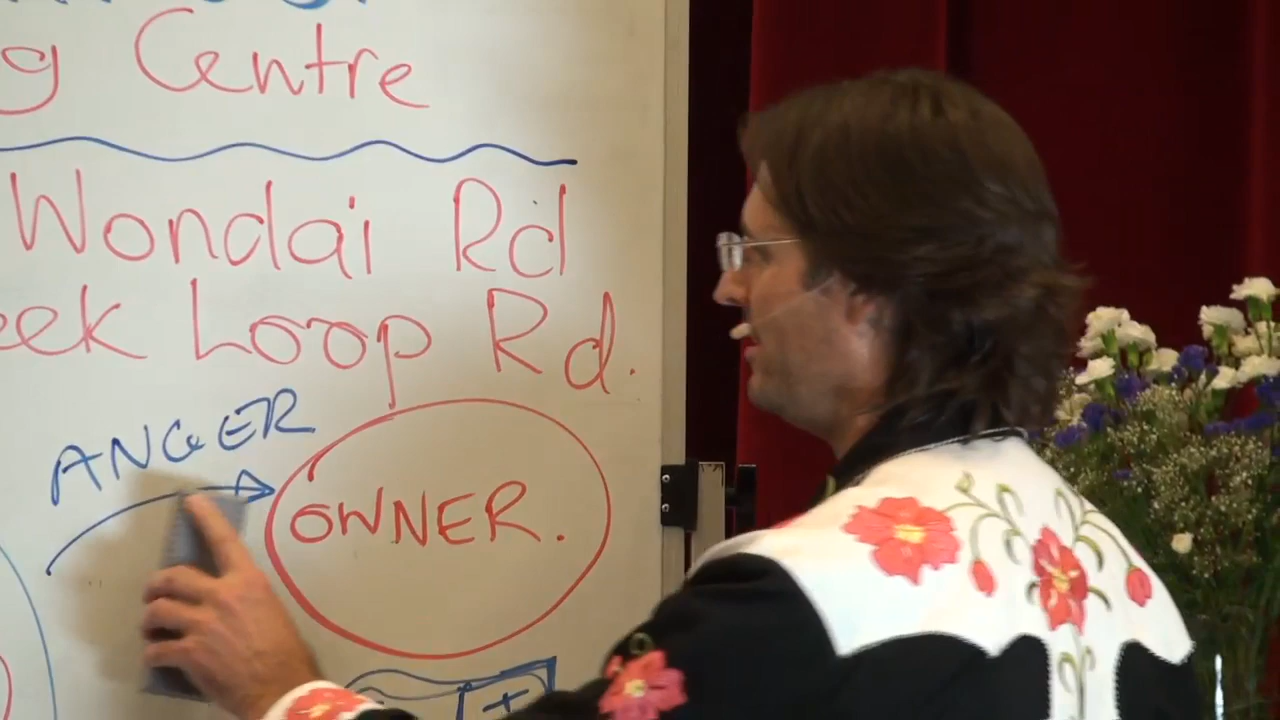 g Centre
Wondai Rd
eek Loop Rd.
ANGER
OWNER.
+